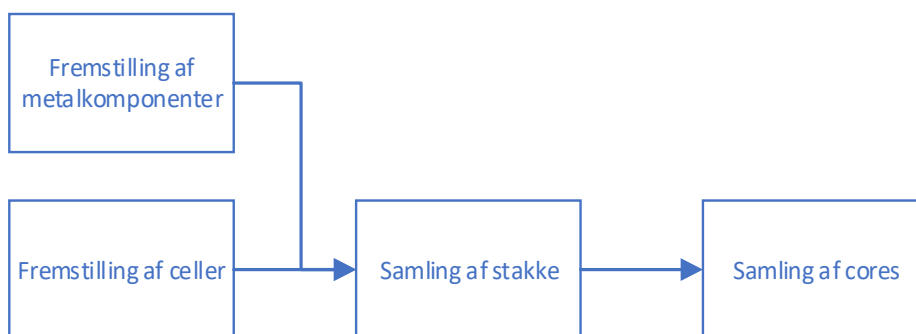 Fremstilling af
metalkomponenter
Fremstilling af celler
Samling af stakke
Samling af cores